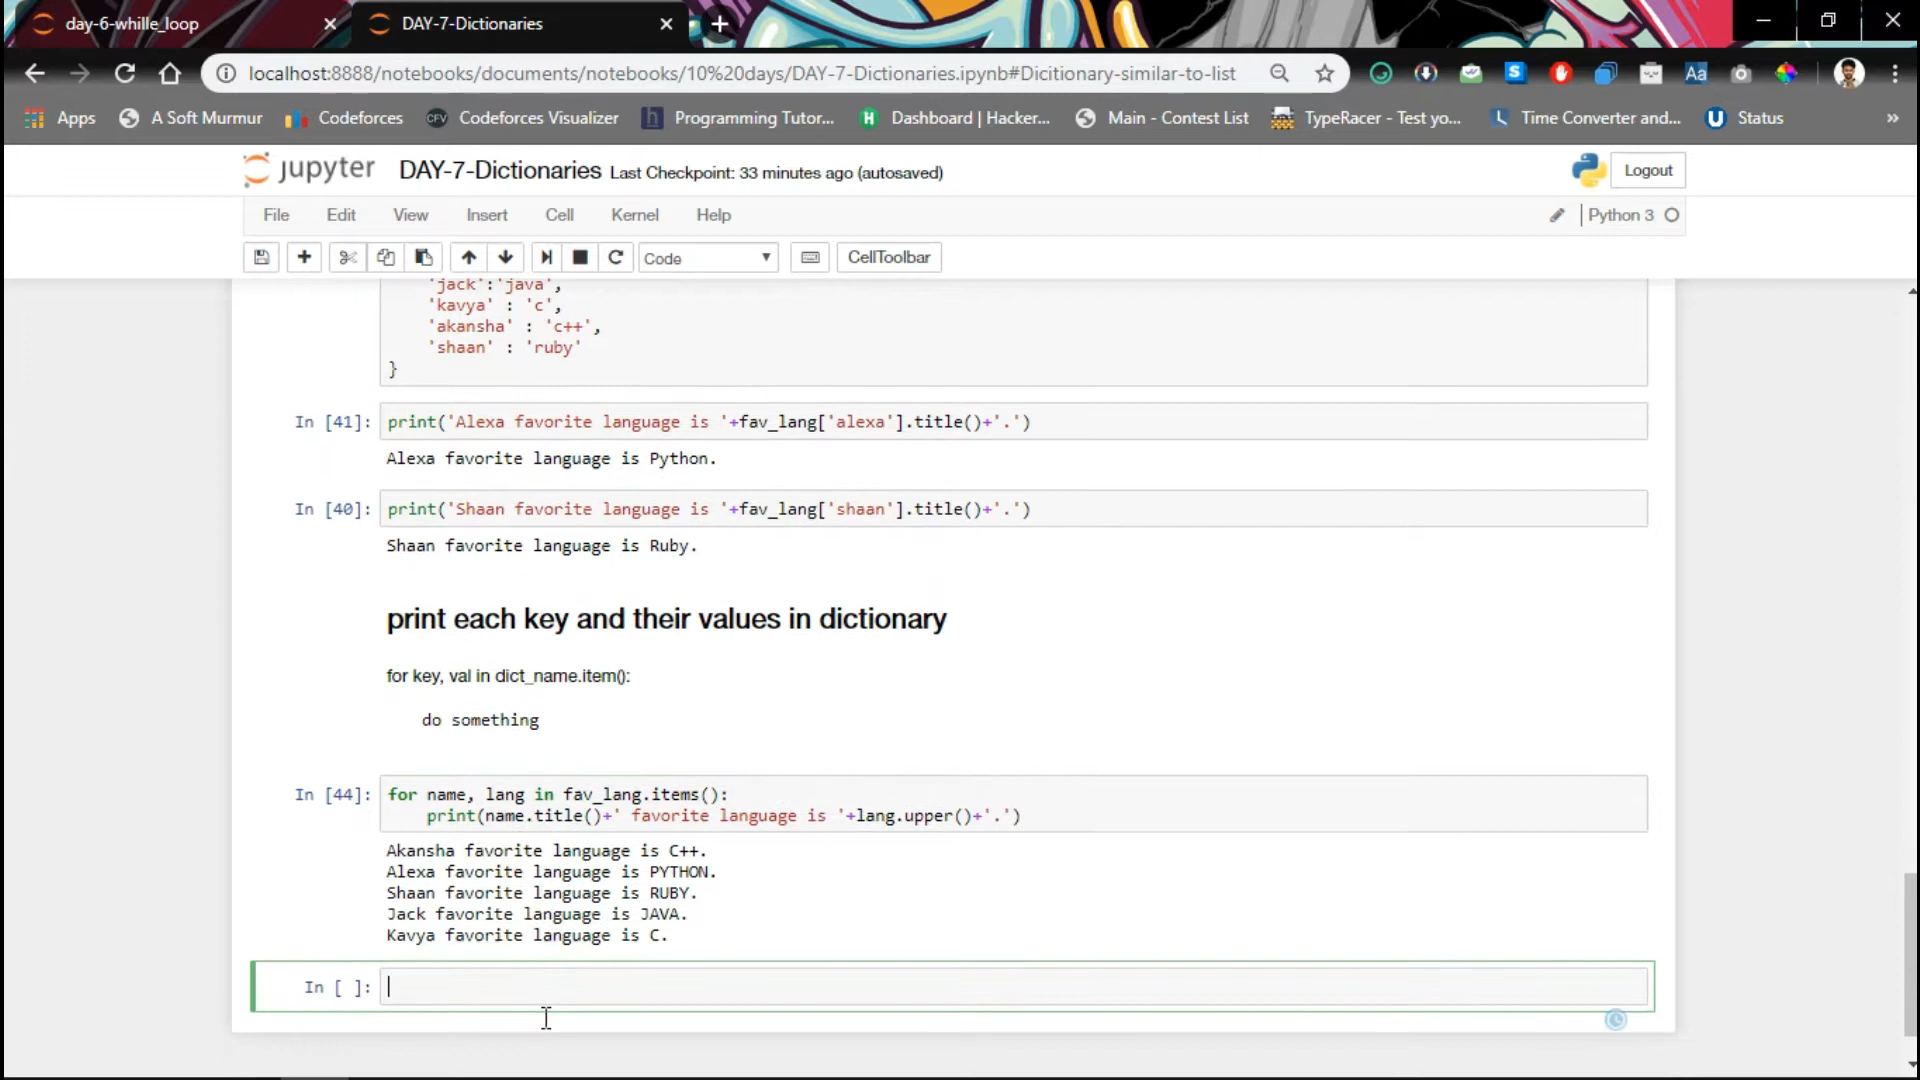 day-6-whille_loop
DAY-7-Dictionaries
localhost:8888/notebooks/documents/notebooks/10%20days/DAY-7-Dictionaries.ipynb#Dicitionary-similar-to-list
Apps A Soft Murmur Codeforces CFV Codeforces Visualizer h Programming Tutor... H Dashboard | Hacker... Main - Contest List TypeRacer - Test yo... Time Converter and... U Status »
jupyter DAY-7-Dictionaries Last Checkpoint: 33 minutes ago (autosaved) Logout
File Edit View Insert Cell Kernel Help Python 3
Code CellToolbar
'jack':'java',
'kavya' : 'c',
'akansha' : 'c++',
'shaan' : 'ruby'
}
In [41]: print('Alexa favorite language is '+fav_lang['alexa'].title()+'.')
Alexa favorite language is Python.
In [40]: print('Shaan favorite language is '+fav_lang['shaan'].title()+'.')
Shaan favorite language is Ruby.
print each key and their values in dictionary
for key, val in dict_name.item():
do something
In [44]: for name, lang in fav_lang.items():
print(name.title()+' favorite language is '+lang.upper()+'.')
Akansha favorite language is C++.
Alexa favorite language is PYTHON.
Shaan favorite language is RUBY.
Jack favorite language is JAVA.
Kavya favorite language is C.
In [ ]: